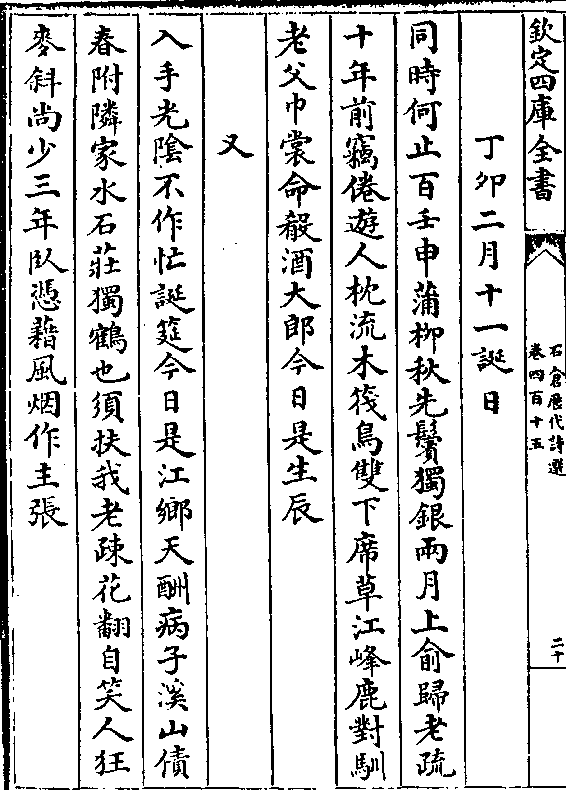 欽定四庫全書
石倉歷代詩選
卷四百十五
二十
丁卯二月十一誕日
同時何止百壬申蒲柳秋先鬢獨銀兩月上俞歸老疏
十年前竊倦遊人枕流木筏鳥雙下席草江峰鹿對馴
老父巾裳命殽酒大郎今日是生辰
又
入手光陰不作忙誕筵今日是江鄉天酬病子溪山債
春附隣家水石莊獨鶴也須扶我老疎花翻自笑人狂
麥斜尚少三年臥憑藉風烟作主張